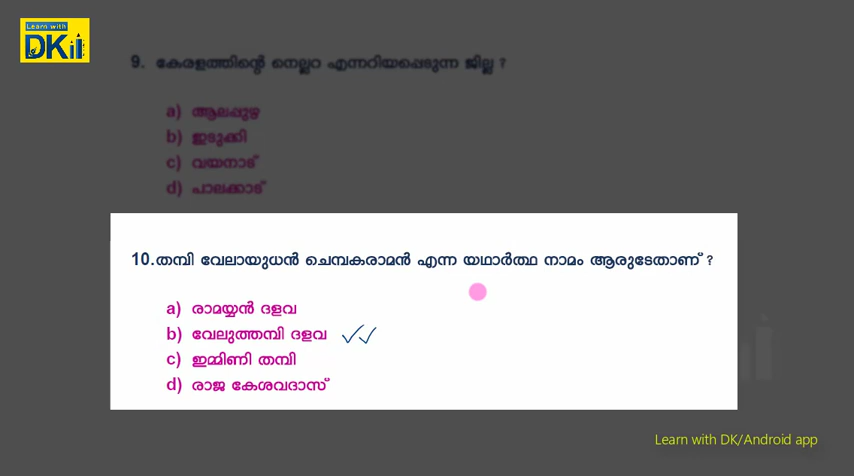 Learn with
DK
9. കേരളത്തിന്റെ നെല്ലറ എന്നറിയപ്പെടുന്ന ജില്ല ?
a) ആലപ്പുഴ
b) ഇടുക്കി
c) വയനാട്
d) പാലക്കാട്
10.തമ്പി വേലായുധൻ ചെമ്പകരാമൻ എന്ന യഥാർത്ഥ നാമം ആരുടേതാണ് ?
a) രാമയ്യൻ ദളവ
b) വേലുത്തമ്പി ദളവ
c) ഇമ്മിണി തമ്പി
d) രാജ കേശവദാസ്
Learn with DK/Android app